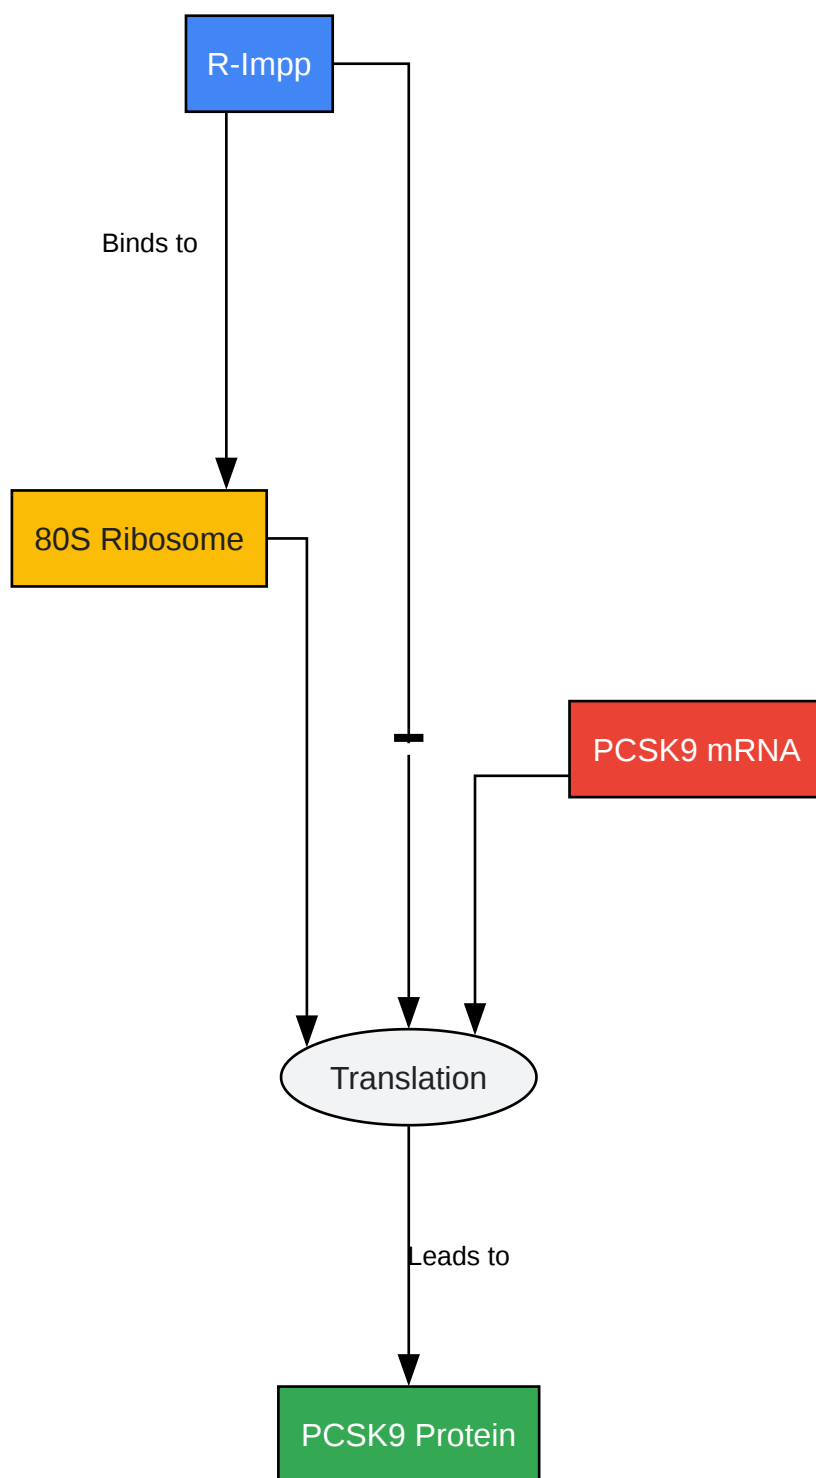 R-Impp
Binds to
80S Ribosome
PCSK9 mRNA
Translation
Leads to
PCSK9 Protein